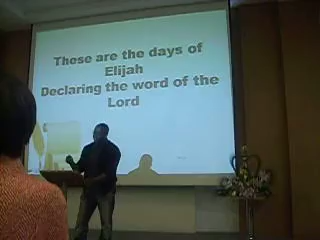 These are the days of
Elijah
Declaring the word of the
Lord